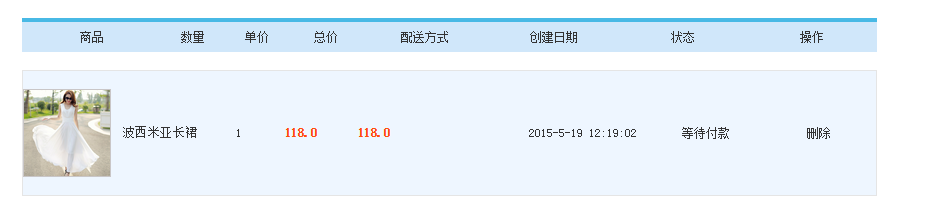 商品 数量 单价 总价 配送方式 创建日期 状态 操作
波西米亚长裙 1 118.0 118.0 2015-5-19 12:19:02 等待付款 删除